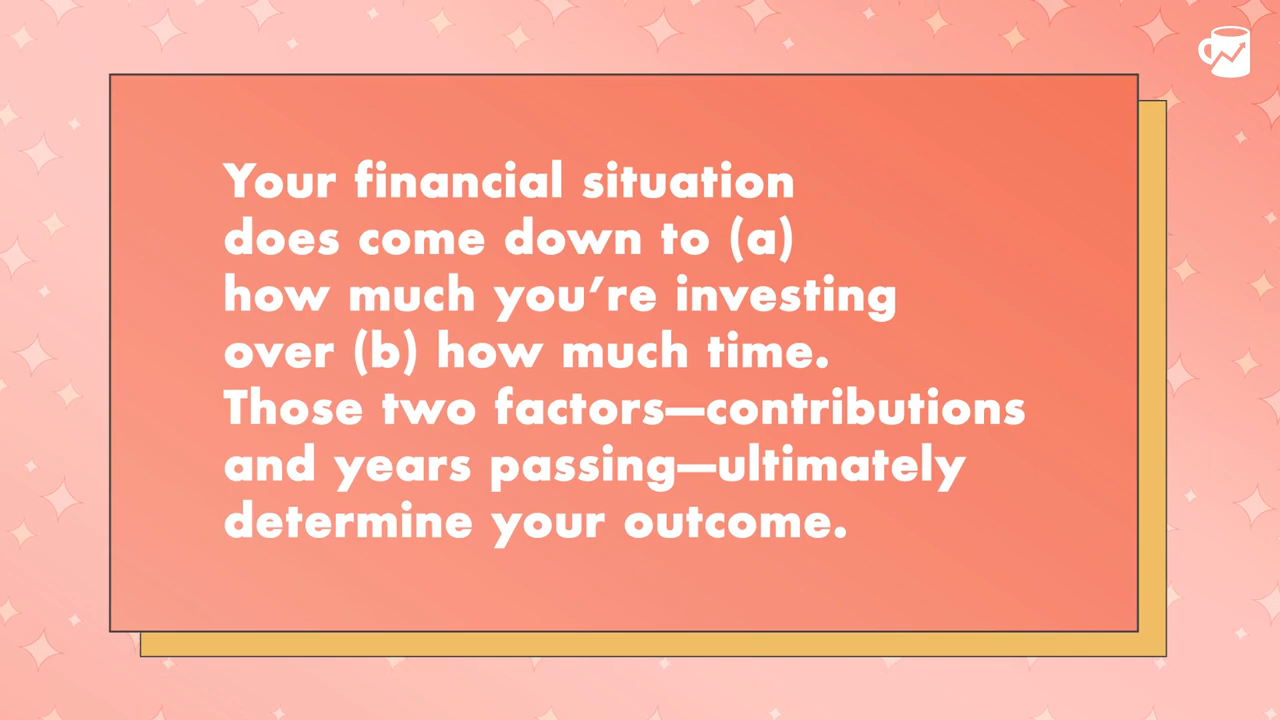 Your financial situation
does come down to (a)
how much you’re investing
over (b) how much time.
Those two factors—contributions
and years passing—ultimately
determine your outcome.